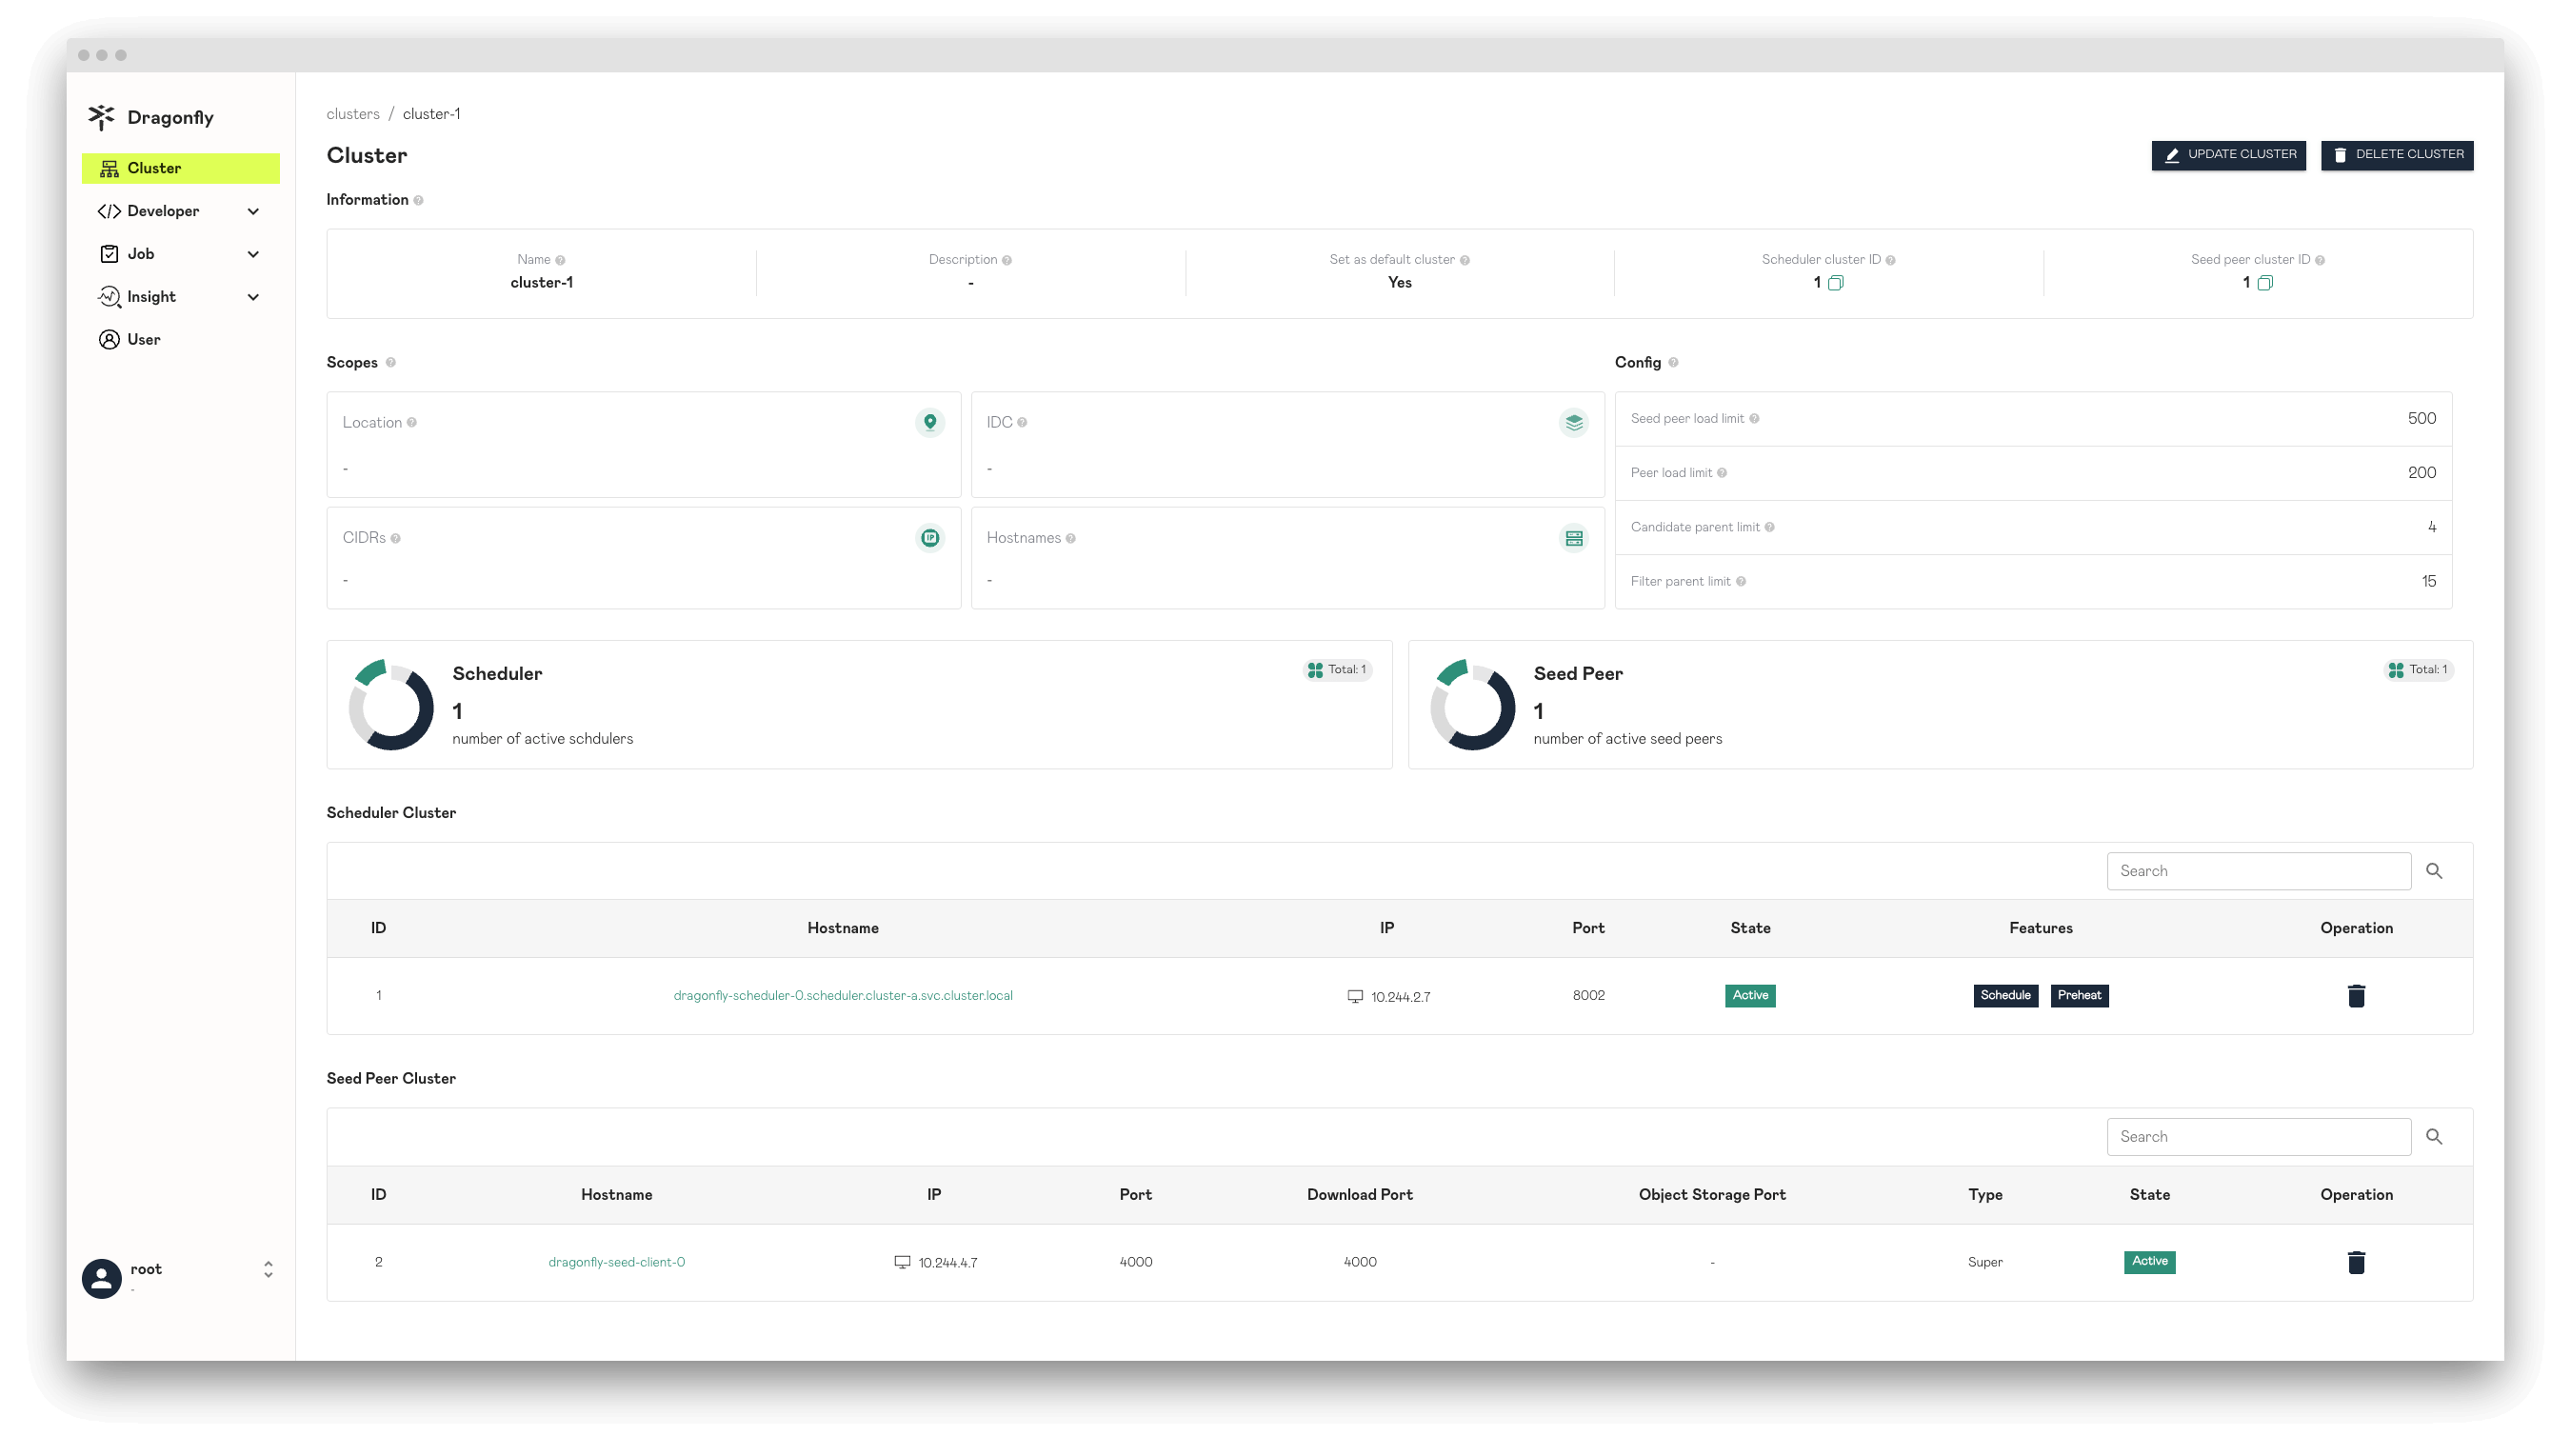 Dragonfly
Cluster
Developer
Job
Insight
User
root
-
clusters / cluster-1
Cluster
UPDATE CLUSTER
DELETE CLUSTER
Information
Name
cluster-1
Description
-
Set as default cluster
Yes
Scheduler cluster ID
1
Seed peer cluster ID
1
Scopes
Location
-
IDC
-
CIDRs
IP
-
Hostnames
-
Config
Seed peer load limit 500
Peer load limit 200
Candidate parent limit 4
Filter parent limit 15
Scheduler
Total: 1
1
number of active schdulers
Seed Peer
Total: 1
1
number of active seed peers
Scheduler Cluster
Search
ID Hostname IP Port State Features Operation
1 dragonfly-scheduler-0.scheduler.cluster-a.svc.cluster.local 10.244.2.7 8002 Active Schedule Preheat
Seed Peer Cluster
Search
ID Hostname IP Port Download Port Object Storage Port Type State Operation
2 dragonfly-seed-client-0 10.244.4.7 4000 4000 - Super Active